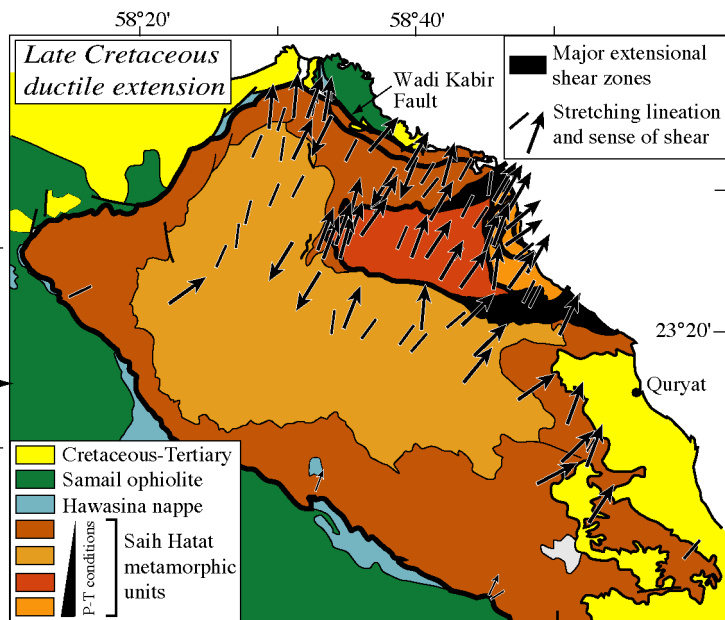 58°20'
58°40'
Late Cretaceous
ductile extension
Wadi Kabir
Fault
Major extensional
shear zones
Stretching lineation
and sense of shear
23°20'
Quryat
Cretaceous-Tertiary
Samail ophiolite
Hawasina nappe
P-T conditions
Saih Hatat
metamorphic
units